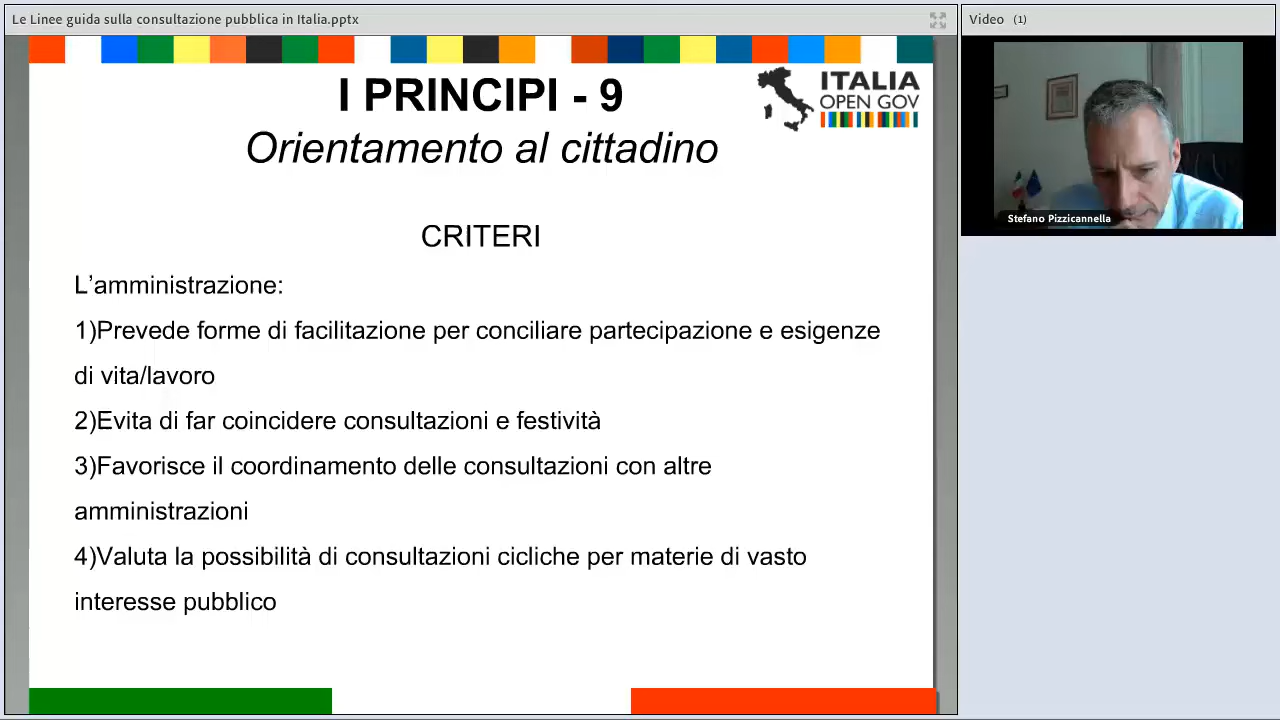 Le Linee guida sulla consultazione pubblica in Italia.pptx
Video (1)
I PRINCIPI - 9
Orientamento al cittadino
ITALIA
OPEN GOV
CRITERI
L’amministrazione:
1)Prevede forme di facilitazione per conciliare partecipazione e esigenze
di vita/lavoro
2)Evita di far coincidere consultazioni e festività
3)Favorisce il coordinamento delle consultazioni con altre
amministrazioni
4)Valuta la possibilità di consultazioni cicliche per materie di vasto
interesse pubblico
Stefano Pizzicannella